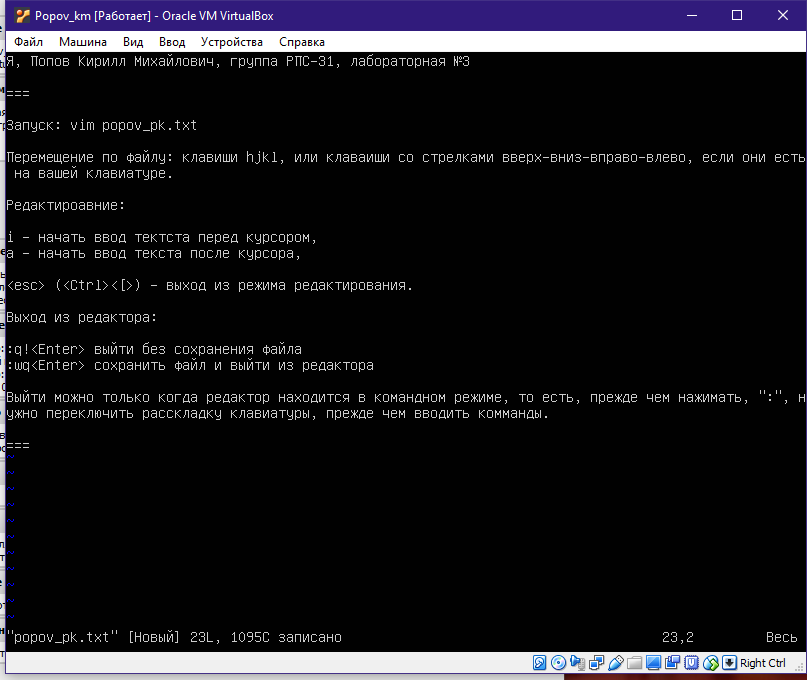 Popov_km [Работает] - Oracle VM VirtualBox
Файл Машина Вид Ввод Устройства Справка
Я, Попов Кирилл Михайлович, группа РПС-31, лабораторная №3
===
Запуск: vim popov_pk.txt
Перемещение по файлу: клавиши hjkl, или клаваиши со стрелками вверх-вниз-вправо-влево, если они есть
на вашей клавиатуре.
Редактироавние:
i - начать ввод тектста перед курсором,
a - начать ввод текста после курсора,
<esc> (<Ctrl><[>) - выход из режима редактирования.
Выход из редактора:
:q!<Enter> выйти без сохранения файла
:wq<Enter> сохранить файл и выйти из редактора
Выйти можно только когда редактор находится в командном режиме, то есть, прежде чем нажимать, ":", н
ужно переключить расскладку клавиатуры, прежде чем вводить комманды.
===
~
~
~
~
~
~
~
~
~
~
~
"popov_pk.txt" [Новый] 23L, 1095C записано 23,2 Весь
Right Ctrl